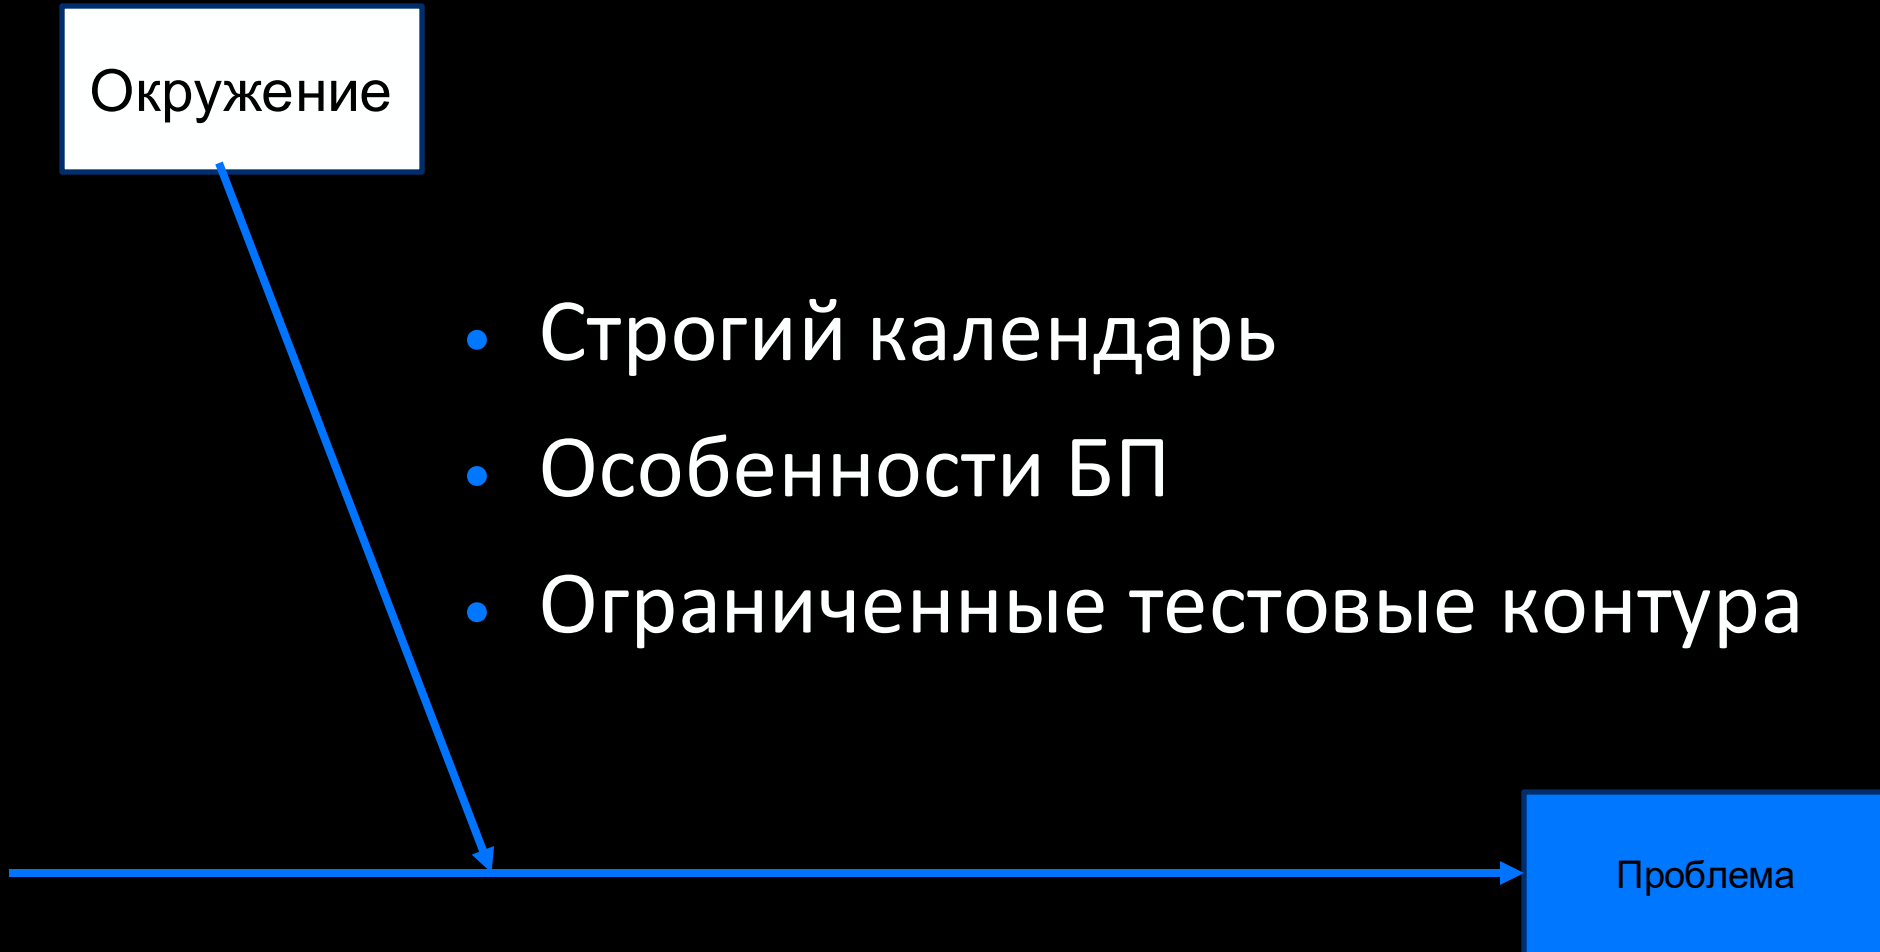 Окружение
Строгий календарь
Особенности БП
Ограниченные тестовые контура
Проблема